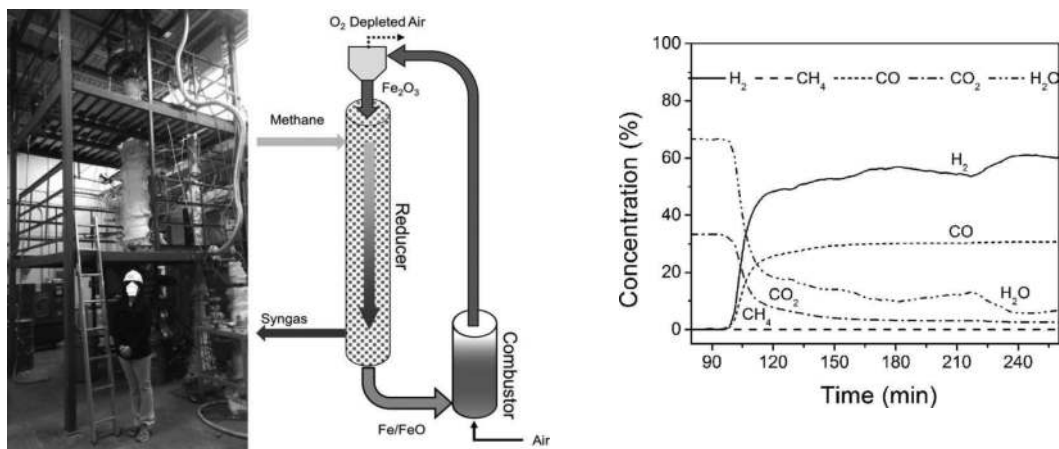 O₂ Depleted Air
Fe₂O₃
Methane
Reducer
Syngas
Combustor
Fe/FeO
Air
100
80
60
40
20
0
Concentration (%)
H₂ CH₄ CO CO₂ H₂O
H₂
CO
CO₂
CH₄
H₂O
90 120 150 180 210 240
Time (min)